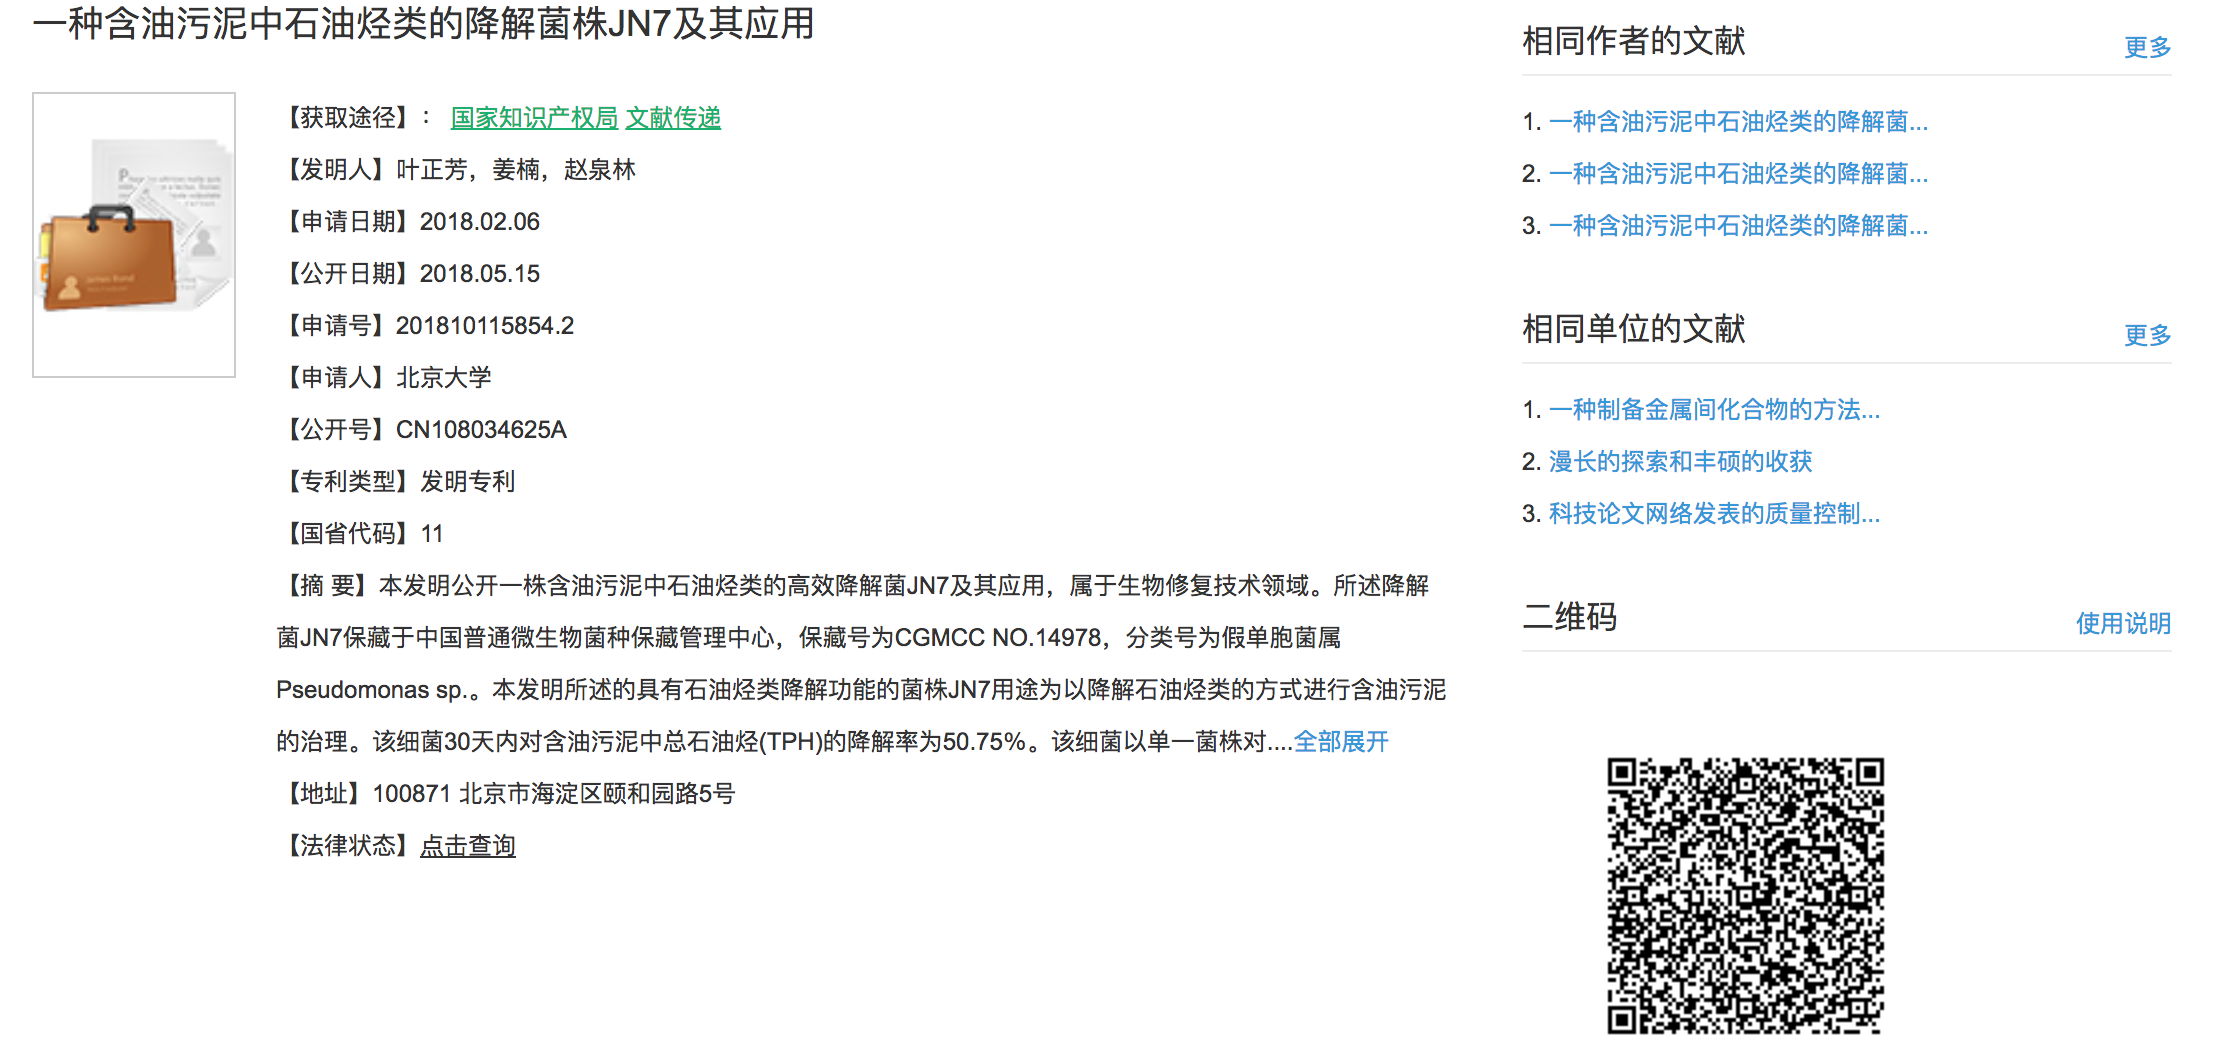 一种含油污泥中石油烃类的降解菌株JN7及其应用
【获取途径】： 国家知识产权局 文献传递
【发明人】叶正芳，姜楠，赵泉林
【申请日期】2018.02.06
【公开日期】2018.05.15
【申请号】201810115854.2
【申请人】北京大学
【公开号】CN108034625A
【专利类型】发明专利
【国省代码】11
【摘 要】本发明公开一株含油污泥中石油烃类的高效降解菌JN7及其应用，属于生物修复技术领域。所述降解
菌JN7保藏于中国普通微生物菌种保藏管理中心，保藏号为CGMCC NO.14978，分类号为假单胞菌属
Pseudomonas sp.。本发明所述的具有石油烃类降解功能的菌株JN7用途为以降解石油烃类的方式进行含油污泥
的治理。该细菌30天内对含油污泥中总石油烃(TPH)的降解率为50.75%。该细菌以单一菌株对....全部展开
【地址】100871 北京市海淀区颐和园路5号
【法律状态】点击查询
相同作者的文献
更多
1. 一种含油污泥中石油烃类的降解菌...
2. 一种含油污泥中石油烃类的降解菌...
3. 一种含油污泥中石油烃类的降解菌...
相同单位的文献
更多
1. 一种制备金属间化合物的方法...
2. 漫长的探索和丰硕的收获
3. 科技论文网络发表的质量控制...
二维码
使用说明